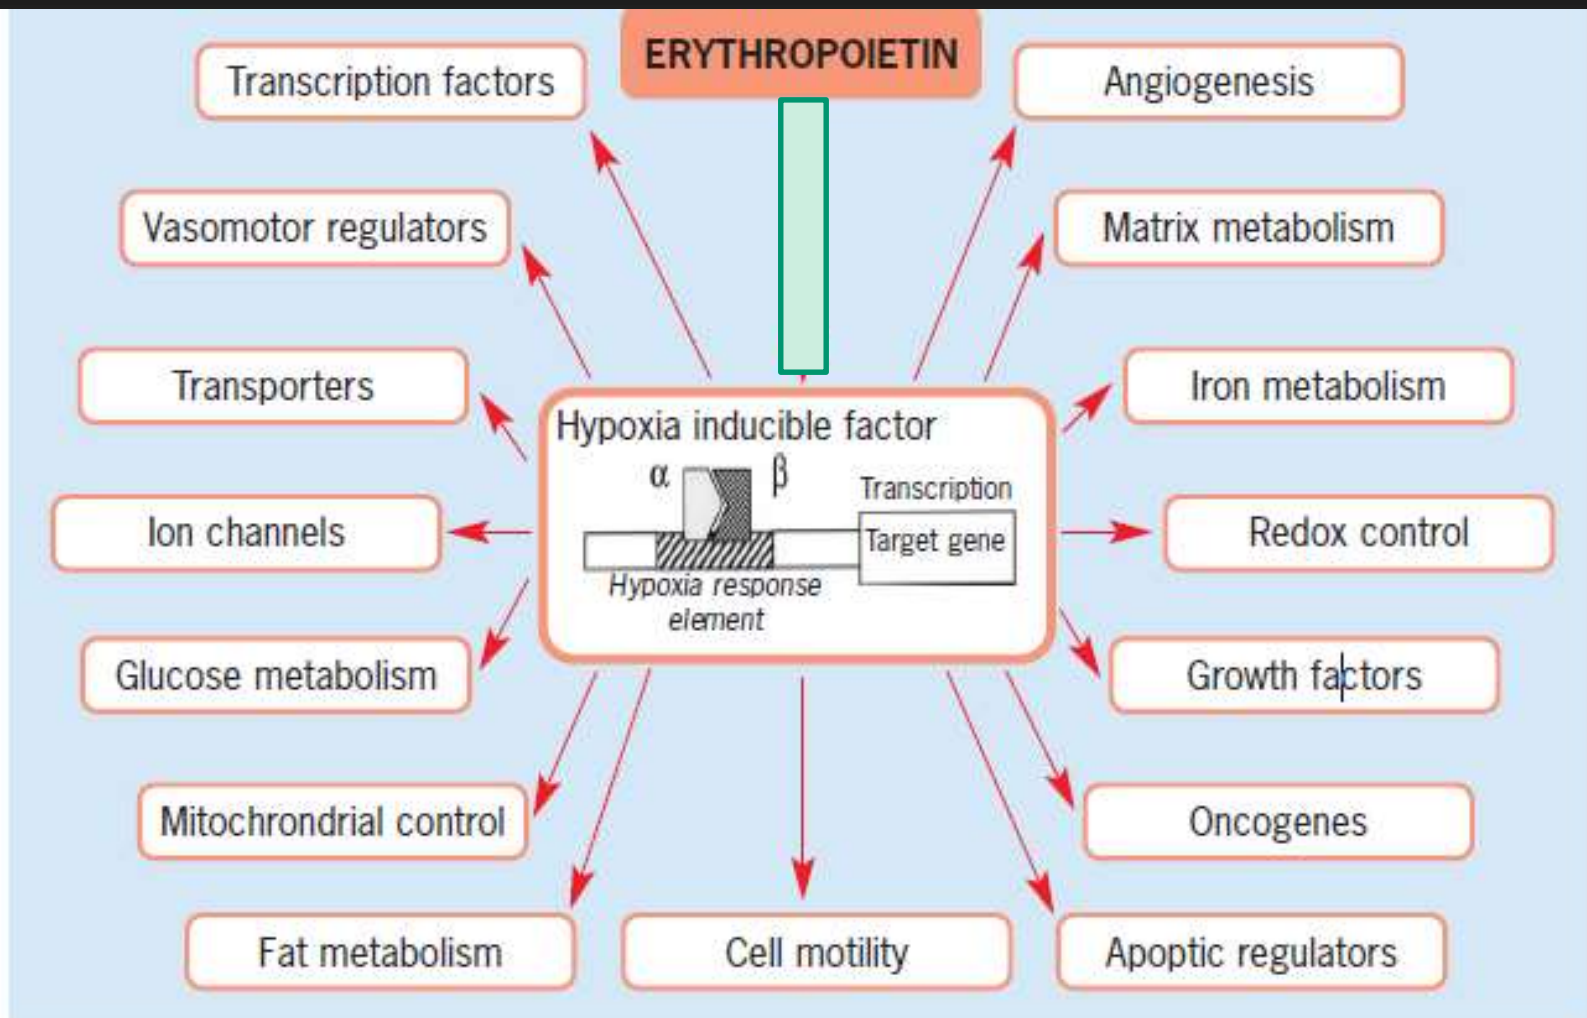 ERYTHROPOIETIN
Transcription factors
Angiogenesis
Vasomotor regulators
Matrix metabolism
Transporters
Iron metabolism
Hypoxia inducible factor
α
β
Transcription
Target gene
Hypoxia response
element
Ion channels
Redox control
Glucose metabolism
Growth factors
Mitochrondrial control
Oncogenes
Fat metabolism
Cell motility
Apoptic regulators